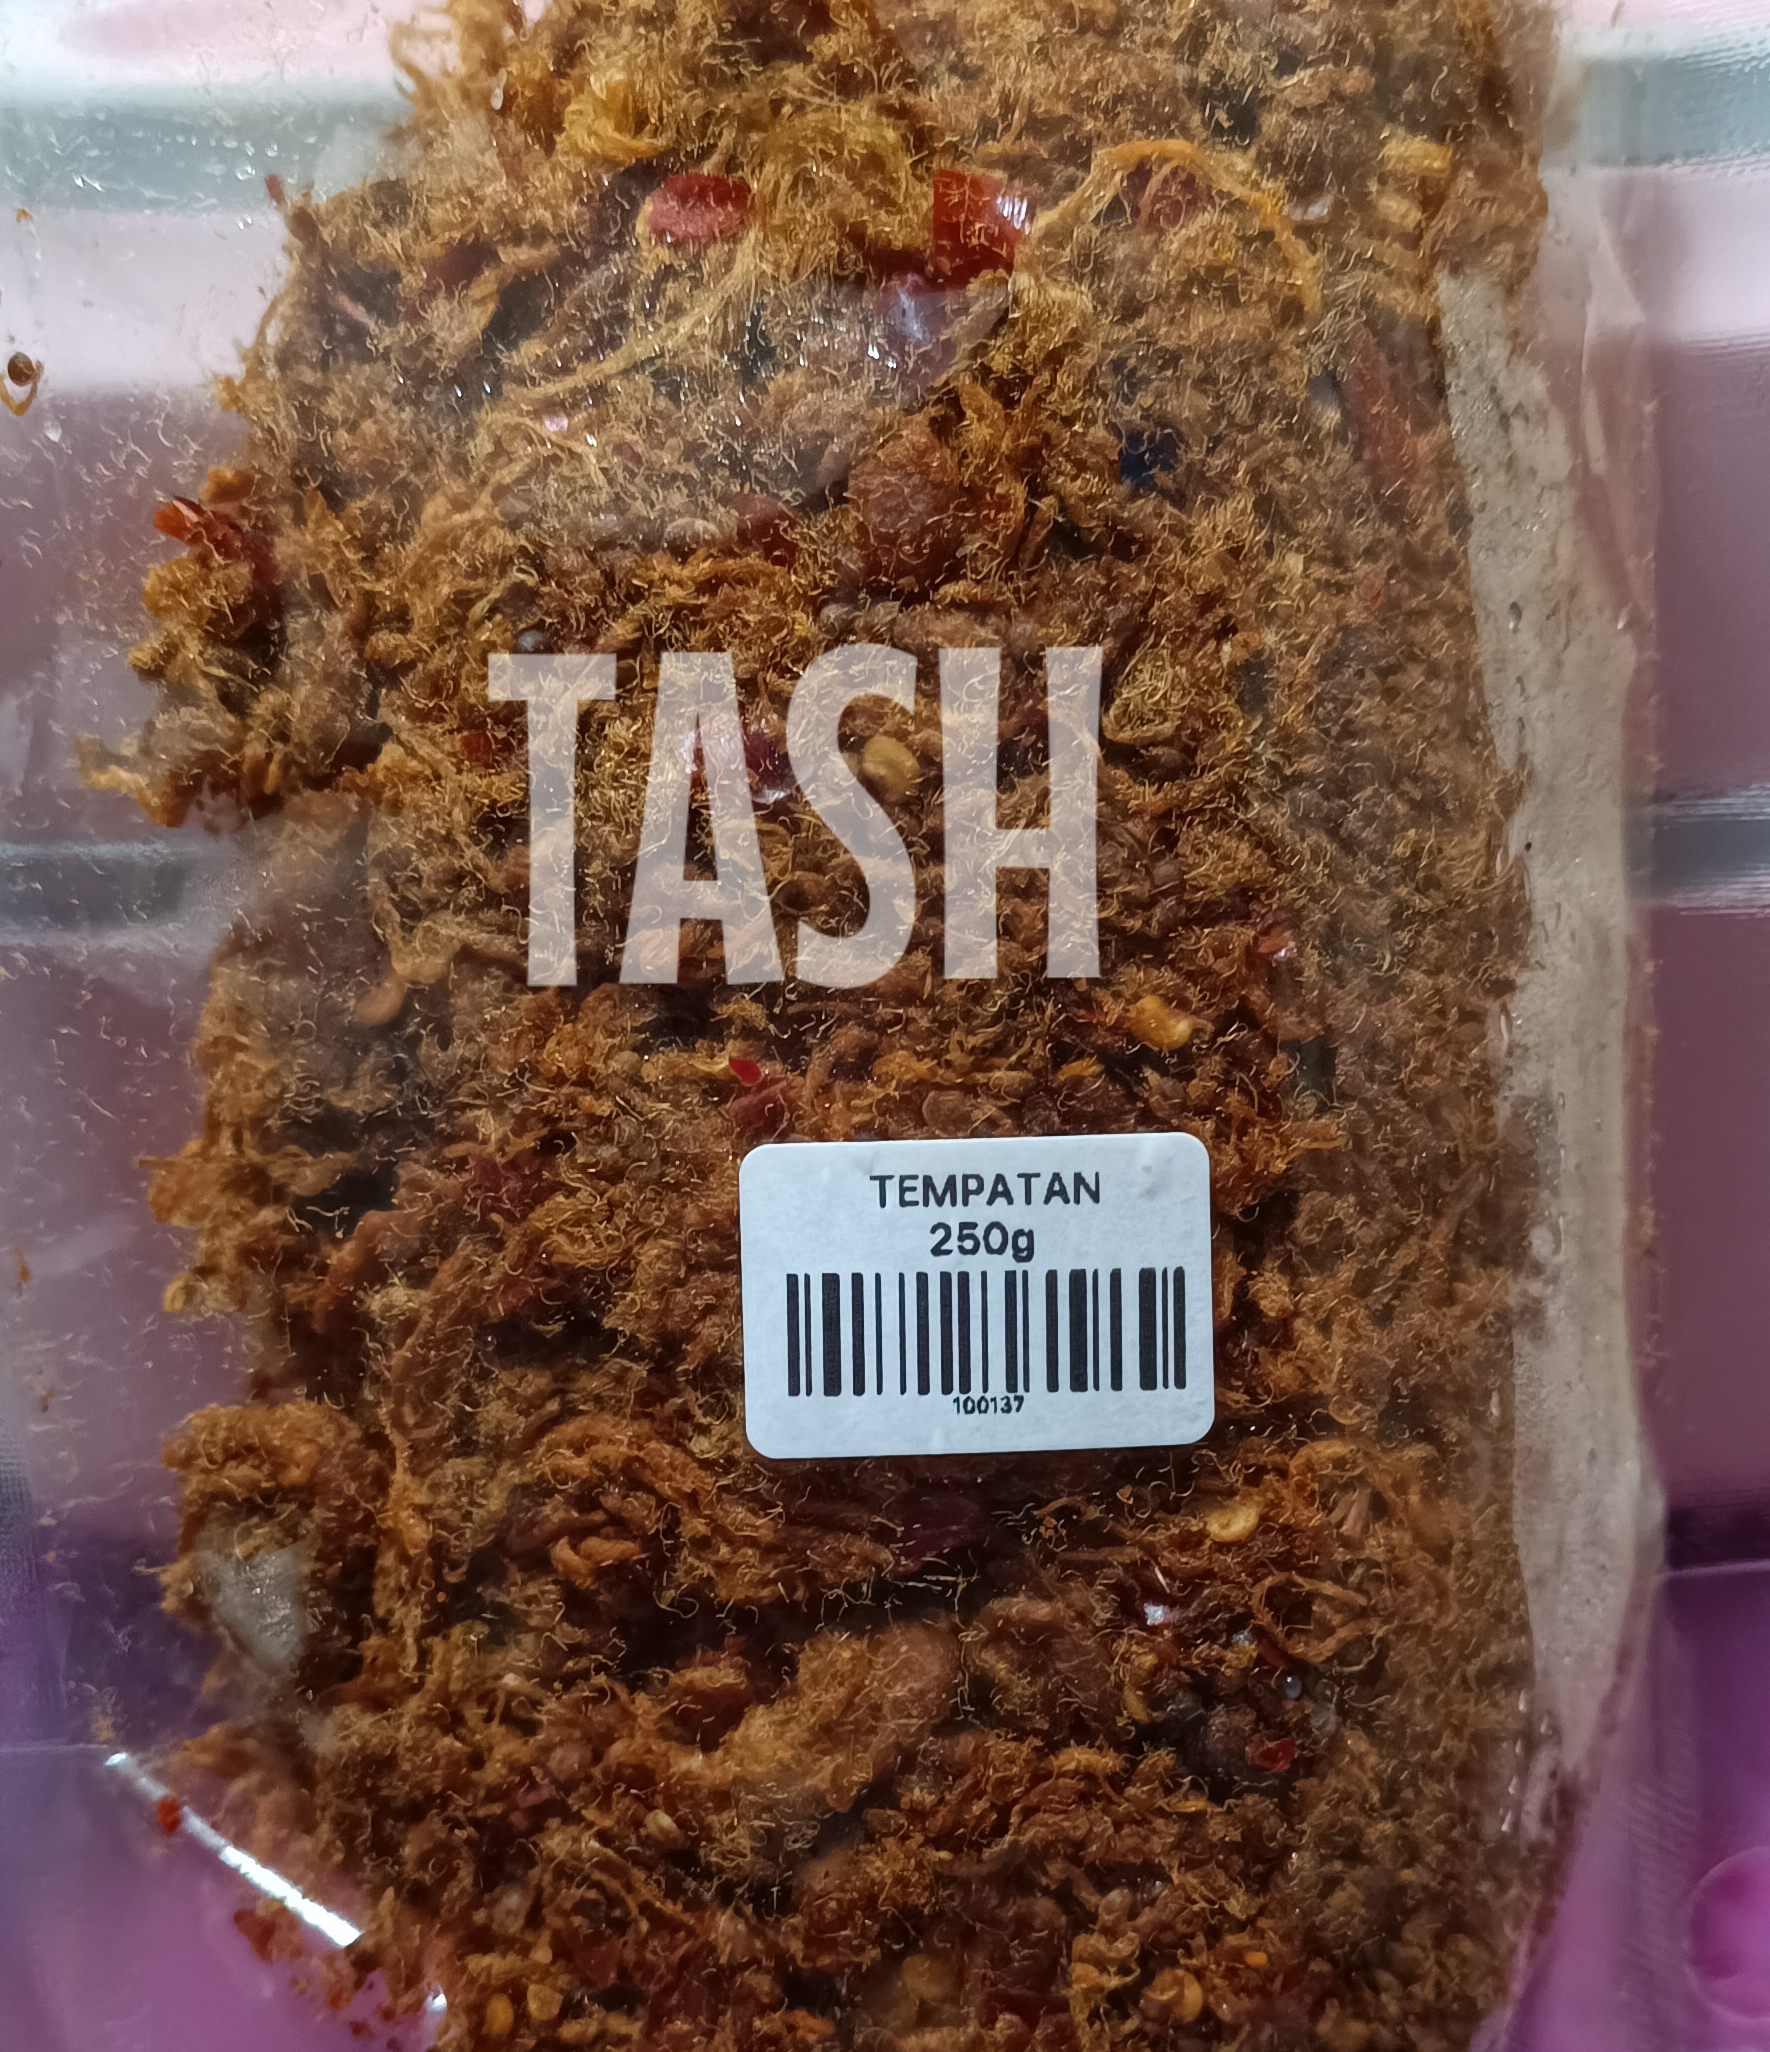 TASH
TEMPATAN
250g
100137